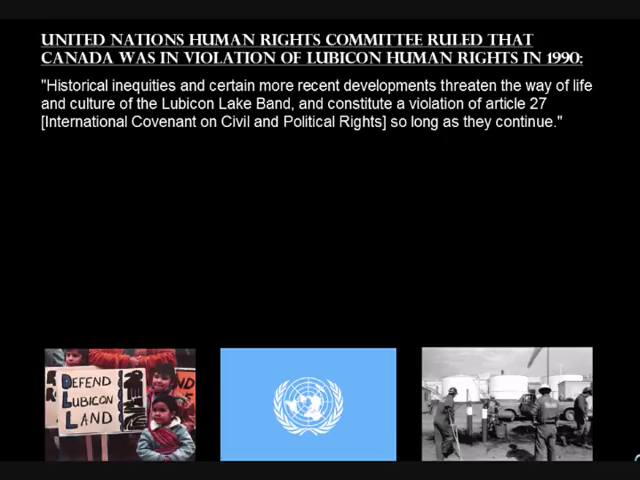 UNITED NATIONS HUMAN RIGHTS COMMITTEE RULED THAT
CANADA WAS IN VIOLATION OF LUBICON HUMAN RIGHTS IN 1990:
"Historical inequities and certain more recent developments threaten the way of life
and culture of the Lubicon Lake Band, and constitute a violation of article 27
[International Covenant on Civil and Political Rights] so long as they continue."
DEFEND
LUBICON
LAND